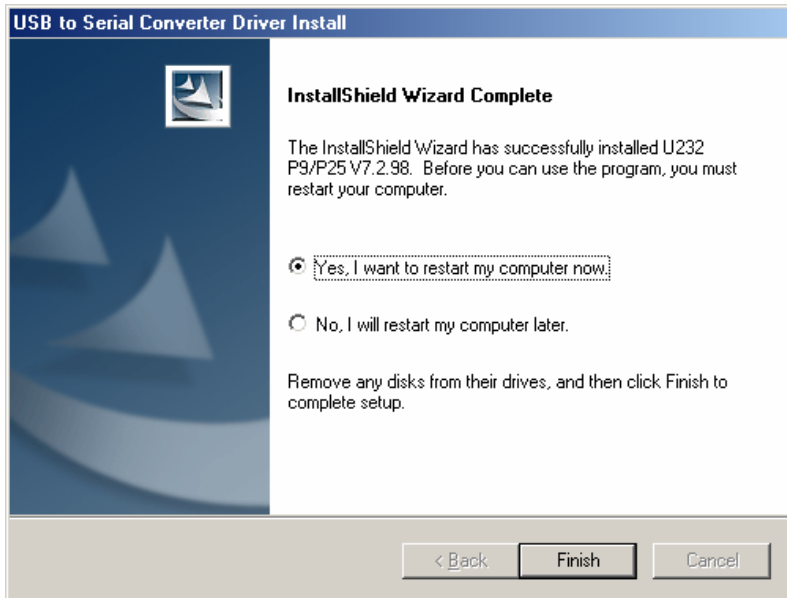 USB to Serial Converter Driver Install
InstallShield Wizard Complete
The InstallShield Wizard has successfully installed U232
P9/P25 V7.2.98. Before you can use the program, you must
restart your computer.
Yes, I want to restart my computer now.
No, I will restart my computer later.
Remove any disks from their drives, and then click Finish to
complete setup.
< Back Finish Cancel